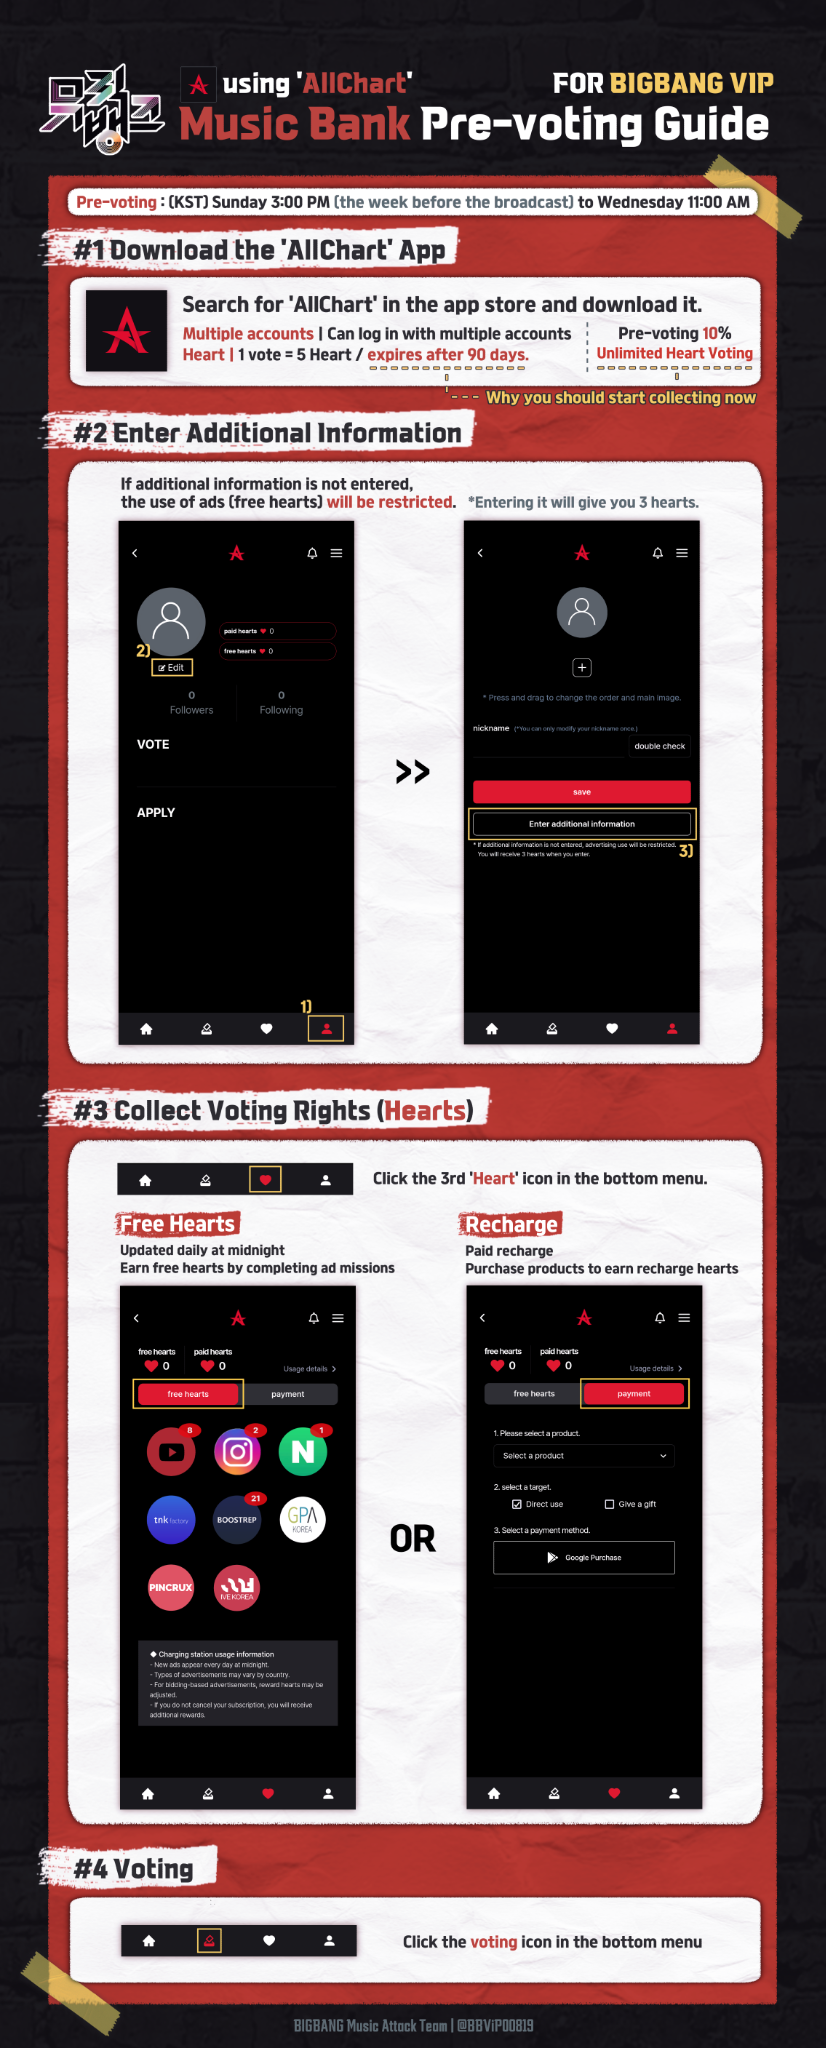 뮤직뱅크
using 'AllChart'
FOR BIGBANG VIP
Music Bank Pre-voting Guide
Pre-voting : (KST) Sunday 3:00 PM (the week before the broadcast) to Wednesday 11:00 AM
#1 Download the 'AllChart' App
Search for 'AllChart' in the app store and download it.
Multiple accounts | Can log in with multiple accounts
Heart | 1 vote = 5 Heart / expires after 90 days.
Pre-voting 10%
Unlimited Heart Voting
Why you should start collecting now
#2 Enter Additional Information
If additional information is not entered,
the use of ads (free hearts) will be restricted. *Entering it will give you 3 hearts.
paid hearts 0
free hearts 0
2)
Edit
0 0
Followers Following
VOTE
APPLY
1)
>>
* Press and drag to change the order and main image.
nickname (*You can only modify your nickname once.)
double check
save
Enter additional information
* If additional information is not entered, advertising use will be restricted.
You will receive 3 hearts when you enter.
3)
#3 Collect Voting Rights (Hearts)
Click the 3rd 'Heart' icon in the bottom menu.
Free Hearts
Updated daily at midnight
Earn free hearts by completing ad missions
free hearts paid hearts
0 0
Usage details >
free hearts payment
8 2 1
N
21
tnk factory BOOSTREP GPA
KOREA
PINCRUX
IVE KOREA
◆ Charging station usage information
- New ads appear every day at midnight.
- Types of advertisements may vary by country.
- For bidding-based advertisements, reward hearts may be
adjusted.
- If you do not cancel your subscription, you will receive
additional rewards.
OR
Recharge
Paid recharge
Purchase products to earn recharge hearts
free hearts paid hearts
0 0
Usage details >
free hearts payment
1. Please select a product.
Select a product
2. select a target.
Direct use Give a gift
3. Select a payment method.
Google Purchase
#4 Voting
Click the voting icon in the bottom menu
BIGBANG Music Attack Team | @BBViP00819